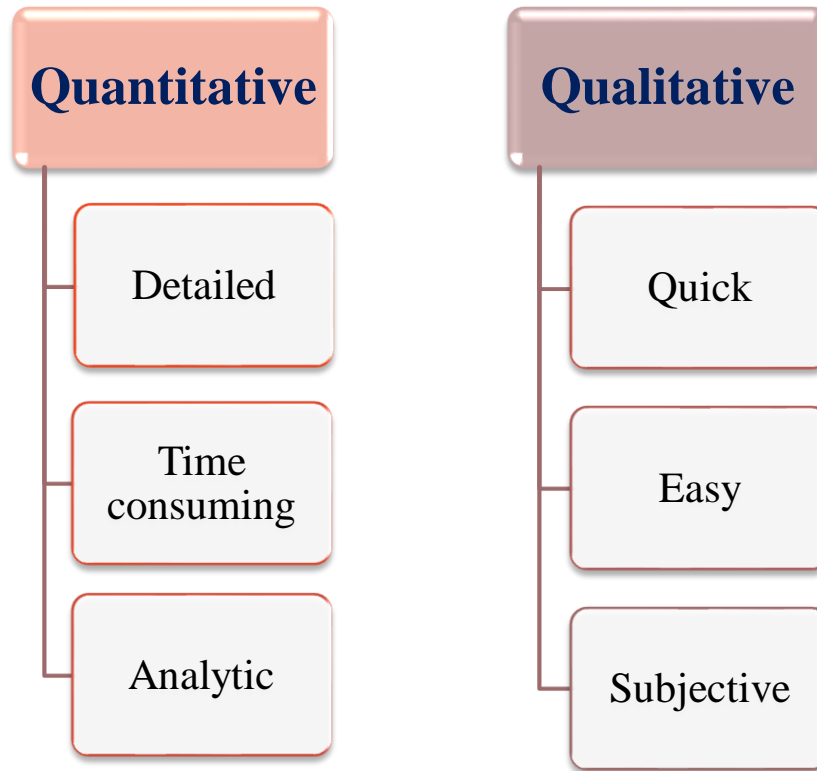 Quantitative
Detailed
Time
consuming
Analytic
Qualitative
Quick
Easy
Subjective